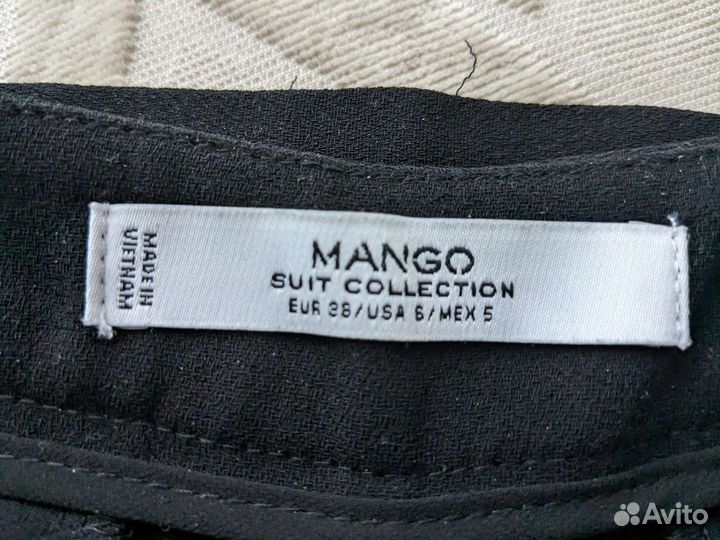 MADE IN
VIETNAM
MANGO
SUIT COLLECTION
EUR 38/USA 6/MEX 5
Avito